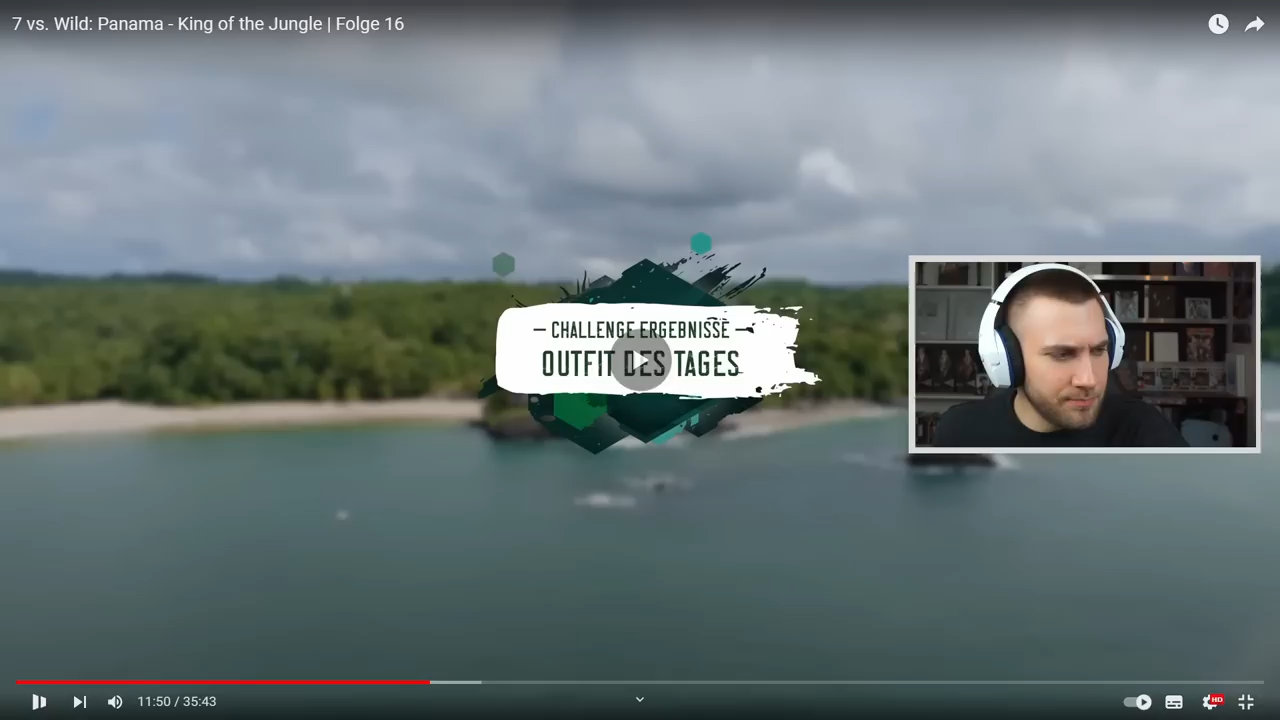 7 vs. Wild: Panama - King of the Jungle | Folge 16
– CHALLENGE ERGEBNISSE –
OUTFIT DES TAGES
11:50 / 35:43
HD